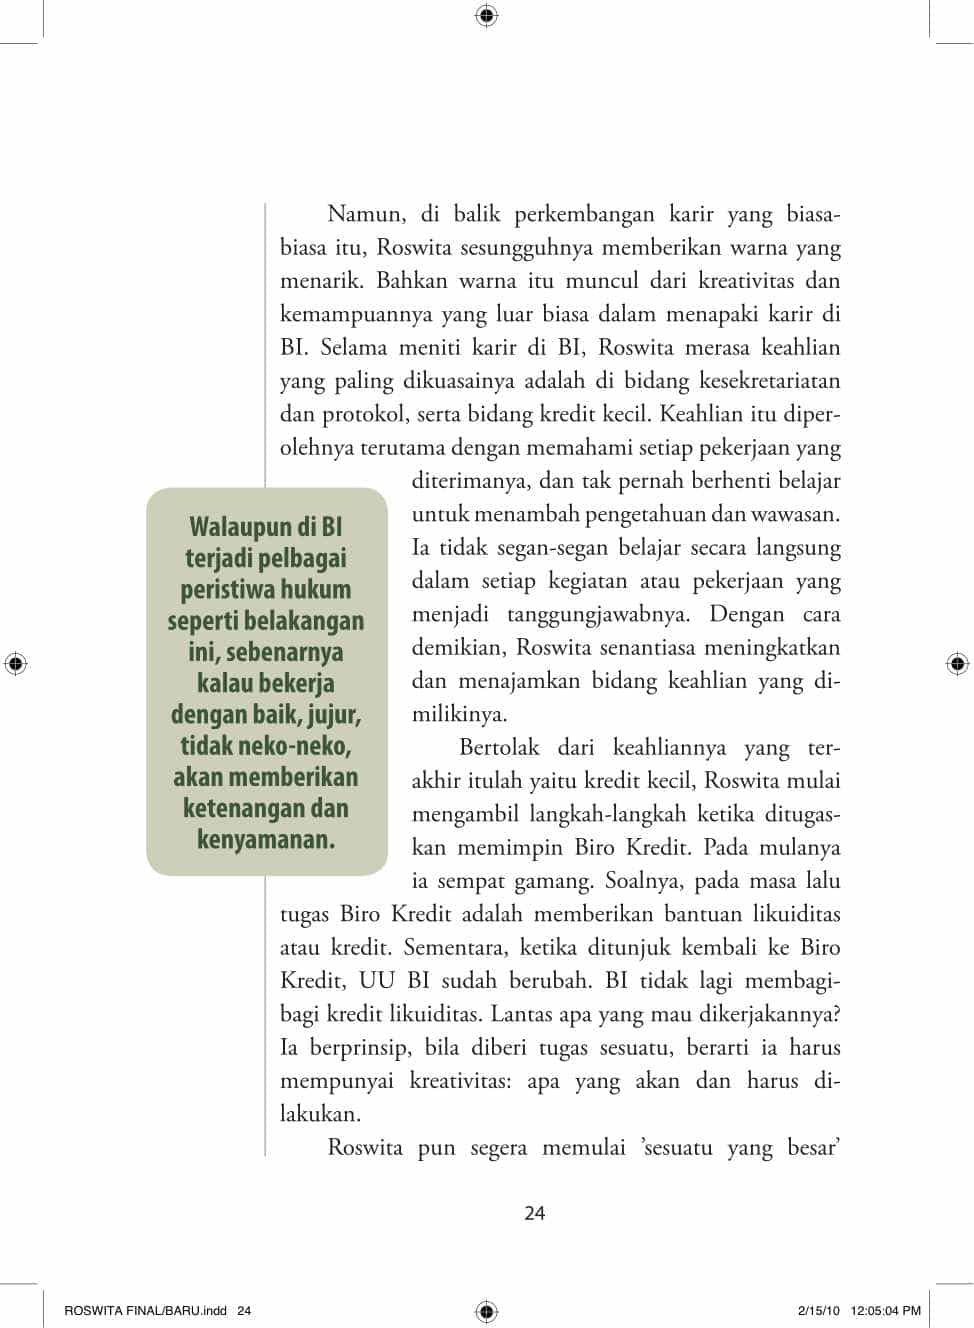 Namun, di balik perkembangan karir yang biasa-
biasa itu, Roswita sesungguhnya memberikan warna yang
menarik. Bahkan warna itu muncul dari kreativitas dan
kemampuannya yang luar biasa dalam menapaki karir di
BI. Selama meniti karir di BI, Roswita merasa keahlian
yang paling dikuasainya adalah di bidang kesekretariatan
dan protokol, serta bidang kredit kecil. Keahlian itu diper-
olehnya terutama dengan memahami setiap pekerjaan yang
diterimanya, dan tak pernah berhenti belajar
untuk menambah pengetahuan dan wawasan.
Ia tidak segan-segan belajar secara langsung
dalam setiap kegiatan atau pekerjaan yang
menjadi tanggungjawabnya. Dengan cara
demikian, Roswita senantiasa meningkatkan
dan menajamkan bidang keahlian yang di-
milikinya.
Walaupun di BI
terjadi pelbagai
peristiwa hukum
seperti belakangan
ini, sebenarnya
kalau bekerja
dengan baik, jujur,
tidak neko-neko,
akan memberikan
ketenangan dan
kenyamanan.
Bertolak dari keahliannya yang ter-
akhir itulah yaitu kredit kecil, Roswita mulai
mengambil langkah-langkah ketika ditugas-
kan memimpin Biro Kredit. Pada mulanya
ia sempat gamang. Soalnya, pada masa lalu
tugas Biro Kredit adalah memberikan bantuan likuiditas
atau kredit. Sementara, ketika ditunjuk kembali ke Biro
Kredit, UU BI sudah berubah. BI tidak lagi membagi-
bagi kredit likuiditas. Lantas apa yang mau dikerjakannya?
Ia berprinsip, bila diberi tugas sesuatu, berarti ia harus
mempunyai kreativitas: apa yang akan dan harus di-
lakukan.
Roswita pun segera memulai ’sesuatu yang besar’
24
ROSWITA FINAL/BARU.indd 24
2/15/10 12:05:04 PM